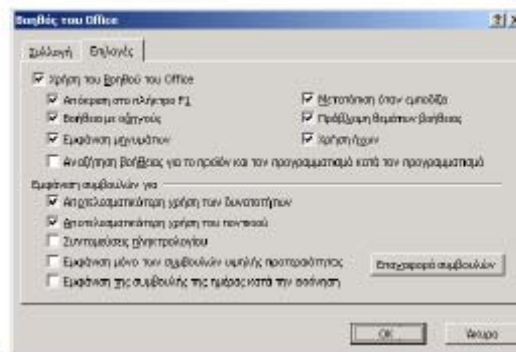 Βοηθός του Office
Συλλογή Επιλογές
Χρήση του Βοηθού του Office
Απόκριση στο πλήκτρο F1
Μετατόπιση όταν εμποδίζει
Βοήθεια με οδηγούς
Πρόβλεψη θεμάτων βοήθειας
Εμφάνιση μηνυμάτων
Χρήση ήχων
Αναζήτηση βοήθειας για το προϊόν και τον προγραμματισμό κατά τον προγραμματισμό
Εμφάνιση συμβουλών για
Αποτελεσματικότερη χρήση των δυνατοτήτων
Αποτελεσματικότερη χρήση του ποντικιού
Συντομεύσεις πληκτρολογίου
Εμφάνιση μόνο των συμβουλών υψηλής προτεραιότητας
Επαναφορά συμβουλών
Εμφάνιση της συμβουλής της ημέρας κατά την εκκίνηση
OK Άκυρο